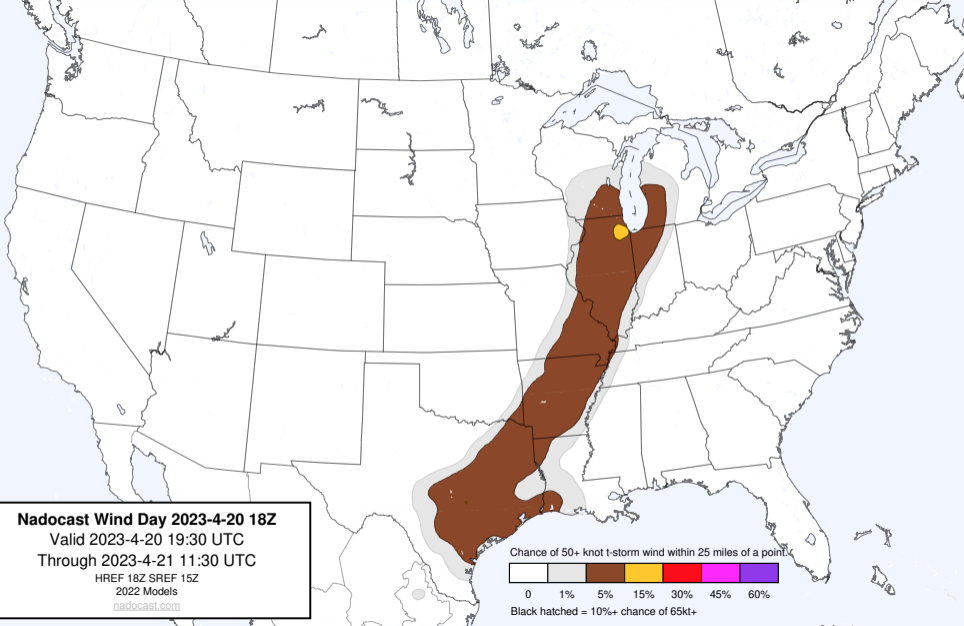 Nadocast Wind Day 2023-4-20 18Z
Valid 2023-4-20 19:30 UTC
Through 2023-4-21 11:30 UTC
HREF 18Z SREF 15Z
2022 Models
nadocast.com
Chance of 50+ knot t-storm wind within 25 miles of a point.
0 1% 5% 15% 30% 45% 60%
Black hatched = 10%+ chance of 65kt+